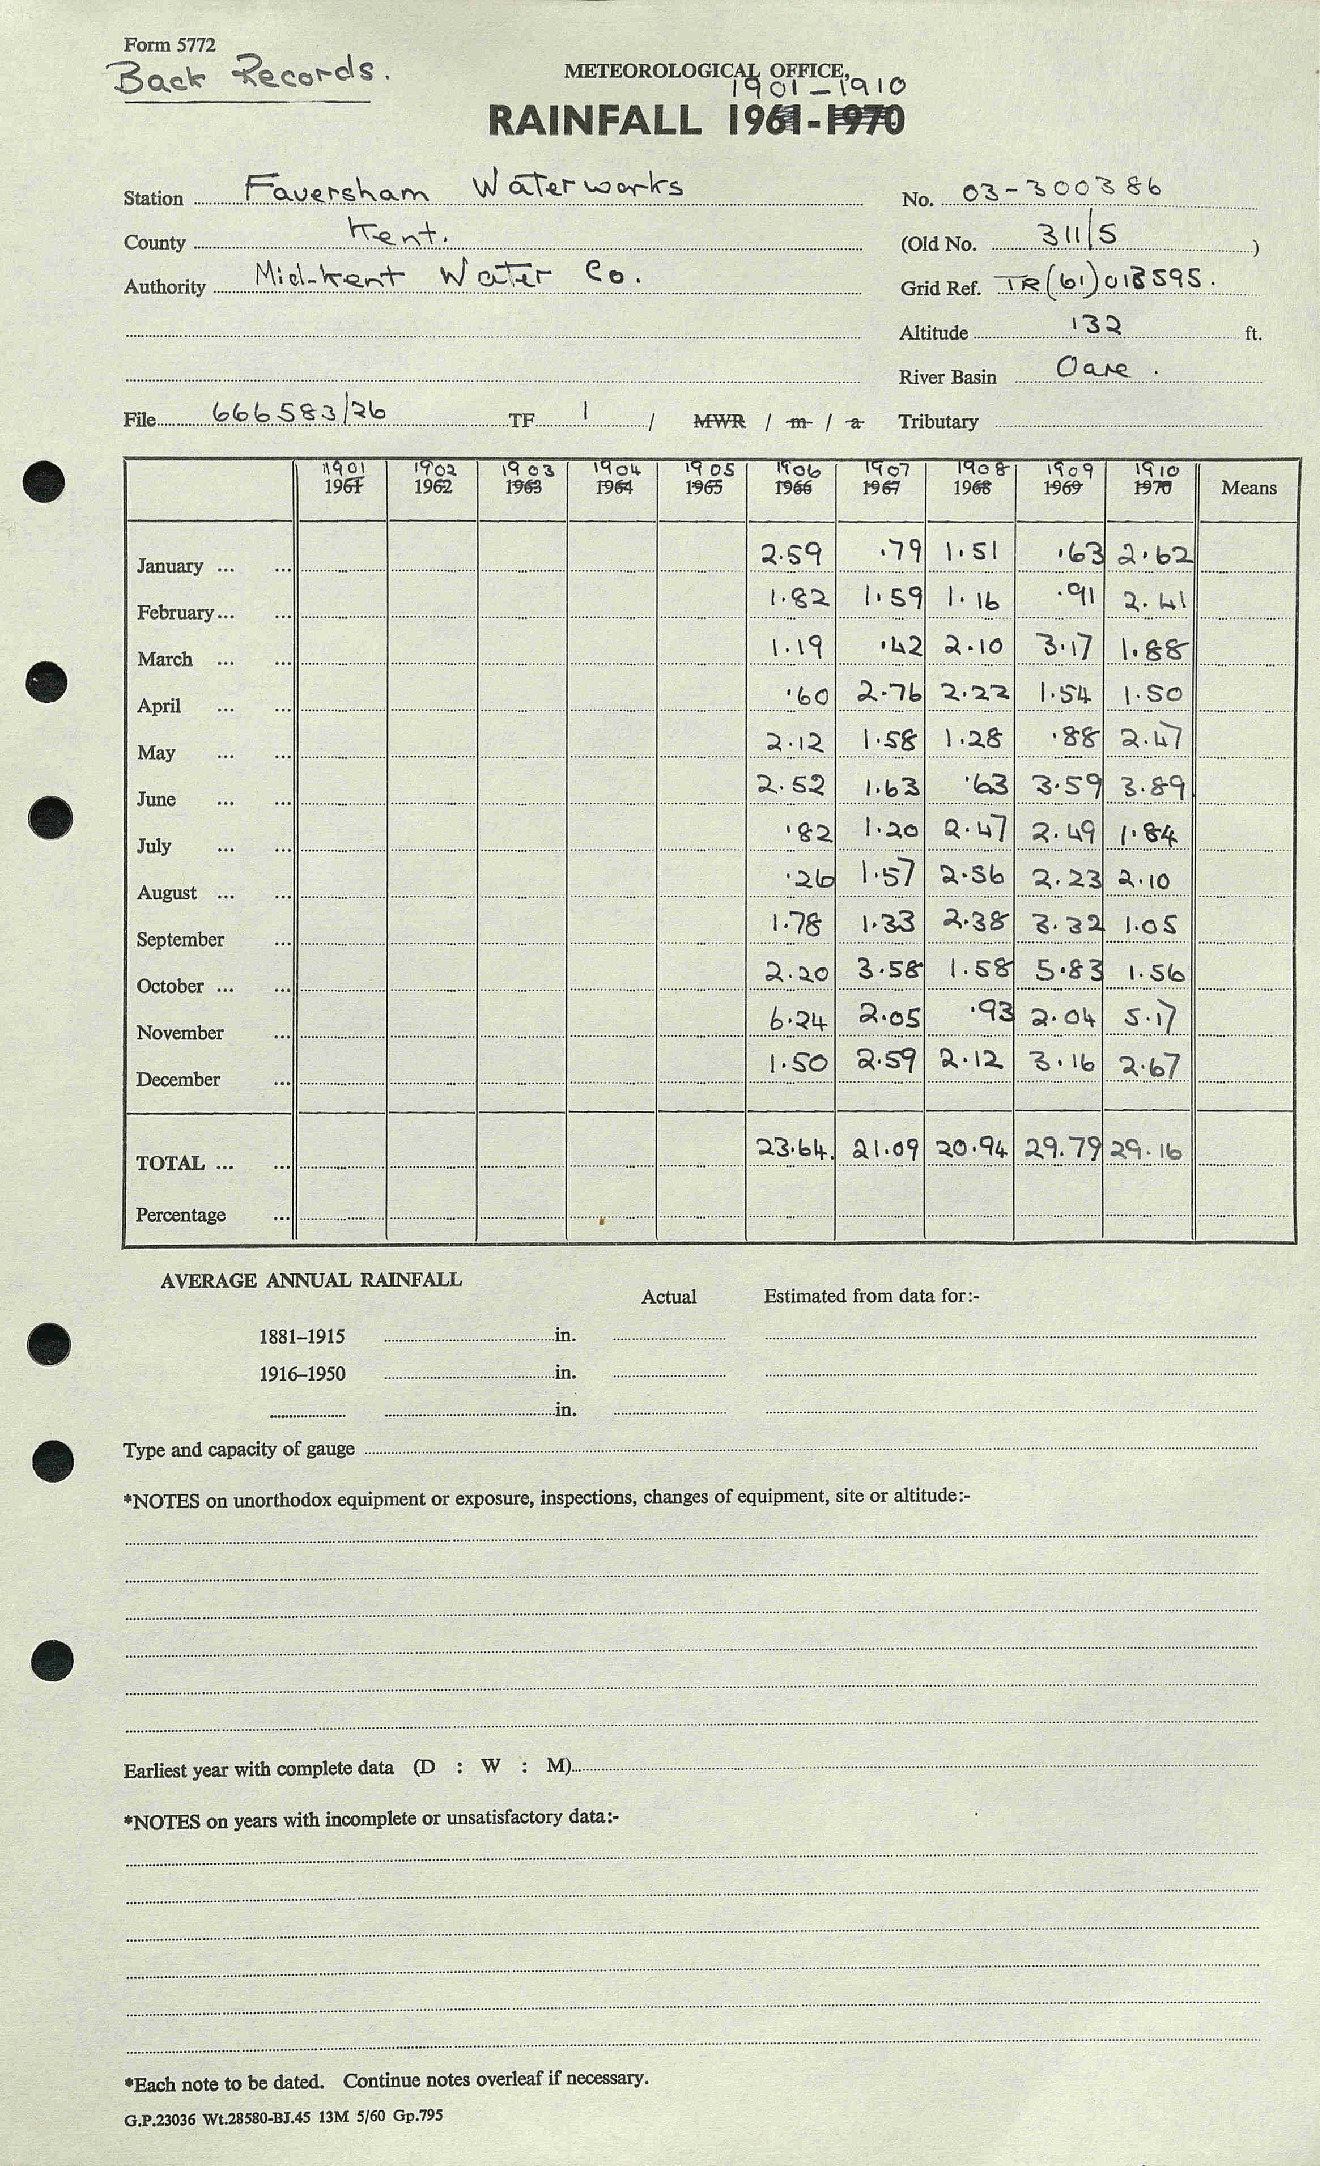 Form 5772
Back Records.
METEOROLOGICAL OFFICE,
1901-1910
RAINFALL 1961-1970
Station Faversham Waterworks No. 03-300386
County Kent. (Old No. 311/5 )
Authority Mid-Kent Water Co. Grid Ref. TR(61)018595.
Altitude 132 ft.
River Basin Oare.
File 666583/26 TF 1 / MWR / m / a Tributary
1901 1902 1903 1904 1905 1906 1907 1908 1909 1910
1961 1962 1963 1964 1965 1966 1967 1968 1969 1970 Means
January ... ... 2.59 .79 1.51 .63 2.62
February ... ... 1.82 1.59 1.16 .91 2.41
March ... ... 1.19 .42 2.10 3.17 1.88
April ... ... .60 2.76 2.22 1.54 1.50
May ... ... 2.12 1.58 1.28 .88 2.47
June ... ... 2.52 1.63 .63 3.59 3.89
July ... ... .82 1.20 2.47 2.49 1.84
August ... ... .26 1.57 2.56 2.23 2.10
September ... 1.78 1.33 2.38 3.32 1.05
October ... ... 2.20 3.58 1.58 5.83 1.56
November ... 6.24 2.05 .93 2.04 5.17
December ... 1.50 2.59 2.12 3.16 2.67
TOTAL ... ... 23.64. 21.09 20.94 29.79 29.16
Percentage ...
AVERAGE ANNUAL RAINFALL
Actual Estimated from data for:-
1881–1915 in.
1916–1950 in.
in.
Type and capacity of gauge
*NOTES on unorthodox equipment or exposure, inspections, changes of equipment, site or altitude:-
Earliest year with complete data (D : W : M)
*NOTES on years with incomplete or unsatisfactory data:-
*Each note to be dated. Continue notes overleaf if necessary.
G.P.23036 Wt.28580-BJ.45 13M 5/60 Gp.795